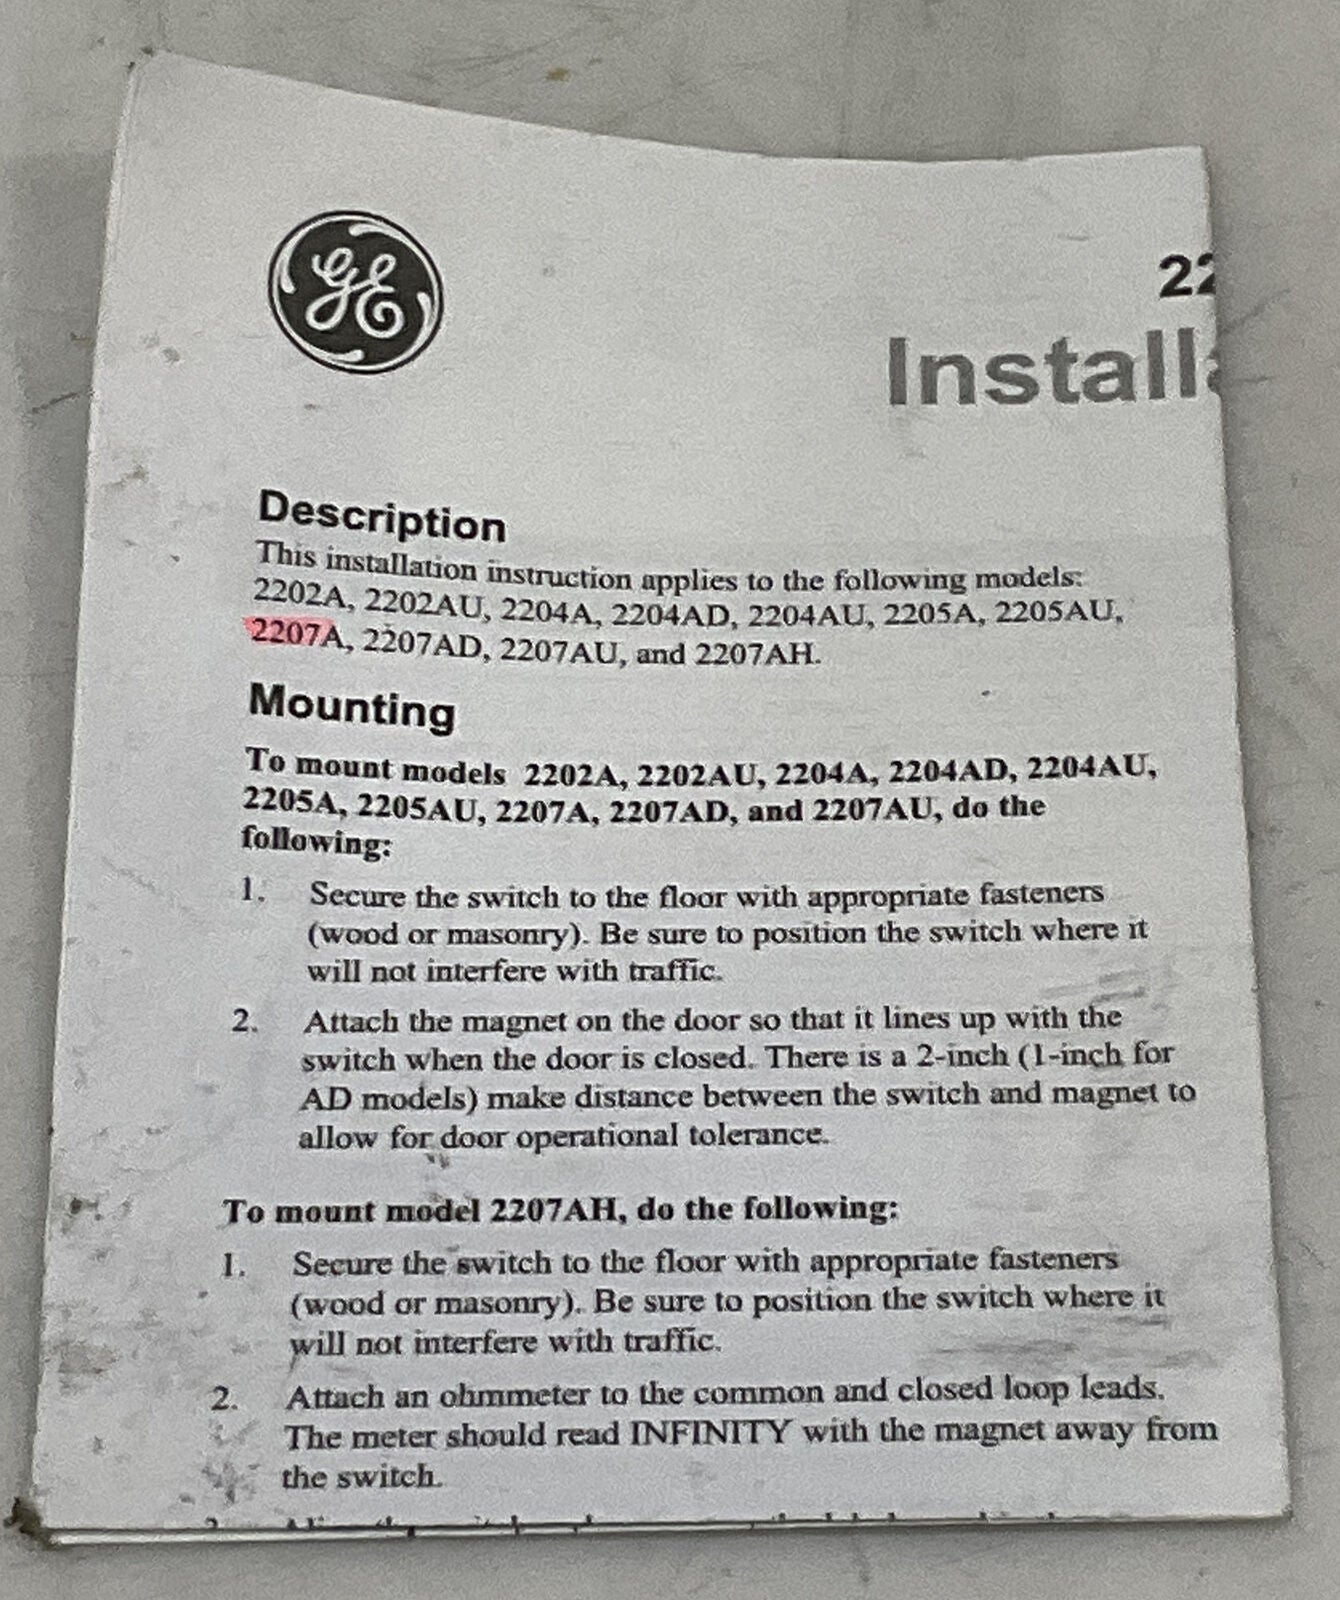 GE
22
Install
Description
This installation instruction applies to the following models:
2202A, 2202AU, 2204A, 2204AD, 2204AU, 2205A, 2205AU,
2207A, 2207AD, 2207AU, and 2207AH.
Mounting
To mount models 2202A, 2202AU, 2204A, 2204AD, 2204AU,
2205A, 2205AU, 2207A, 2207AD, and 2207AU, do the
following:
1. Secure the switch to the floor with appropriate fasteners
(wood or masonry). Be sure to position the switch where it
will not interfere with traffic.
2. Attach the magnet on the door so that it lines up with the
switch when the door is closed. There is a 2-inch (1-inch for
AD models) make distance between the switch and magnet to
allow for door operational tolerance.
To mount model 2207AH, do the following:
1. Secure the switch to the floor with appropriate fasteners
(wood or masonry). Be sure to position the switch where it
will not interfere with traffic.
2. Attach an ohmmeter to the common and closed loop leads.
The meter should read INFINITY with the magnet away from
the switch.